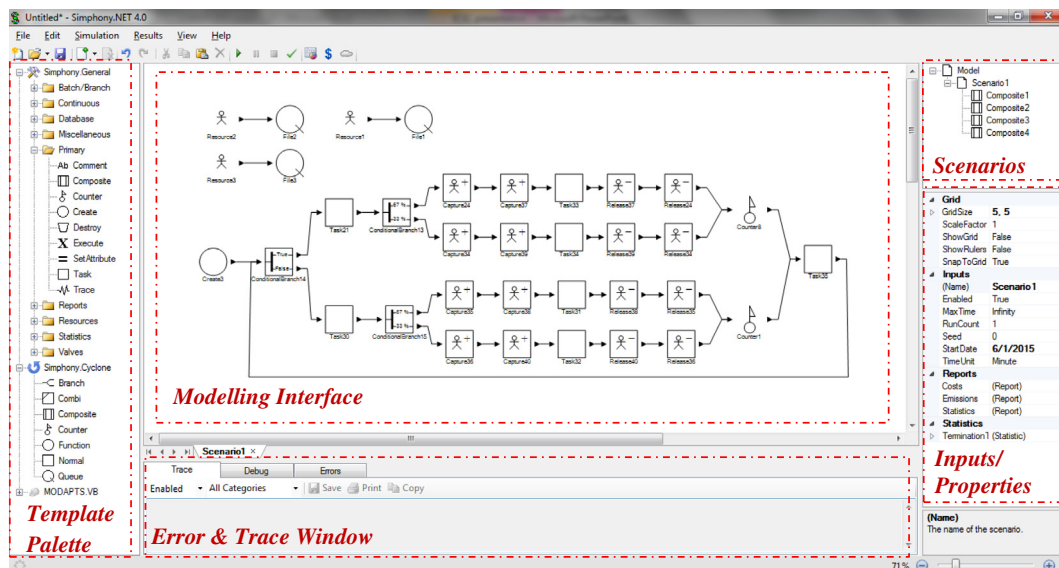 Untitled* - Simphony.NET 4.0
File Edit Simulation Results View Help
Simphony.General
Batch/Branch
Continuous
Database
Miscellaneous
Primary
Ab Comment
Composite
Counter
Create
Destroy
X Execute
SetAttribute
Task
Trace
Reports
Resources
Statistics
Valves
Simphony.Cyclone
Branch
Combi
Composite
Counter
Function
Normal
Queue
MODAPTS.VB
Template
Palette
Resource2 File2 Resource1 File1
Resource3 File3
Create3
True
False
ConditionalBranch14
Task21
67 %
33 %
ConditionalBranch13
Capture24 Capture37 Task33 Release37 Release24
Capture34 Capture39 Task34 Release39 Release34
Counter8
Task30
67 %
33 %
ConditionalBranch15
Capture35 Capture38 Task31 Release38 Release35
Capture36 Capture40 Task32 Release40 Release36
Counter1
Task35
Modelling Interface
Scenario1 ×
Trace Debug Errors
Enabled All Categories Save Print Copy
Error & Trace Window
Model
Scenario1
Composite1
Composite2
Composite3
Composite4
Scenarios
Grid
GridSize 5, 5
ScaleFactor 1
ShowGrid False
ShowRulers False
SnapToGrid True
Inputs
(Name) Scenario1
Enabled True
MaxTime Infinity
RunCount 1
Seed 0
StartDate 6/1/2015
TimeUnit Minute
Reports
Costs (Report)
Emissions (Report)
Statistics (Report)
Statistics
Termination1 (Statistic)
Inputs/
Properties
(Name)
The name of the scenario.
71%